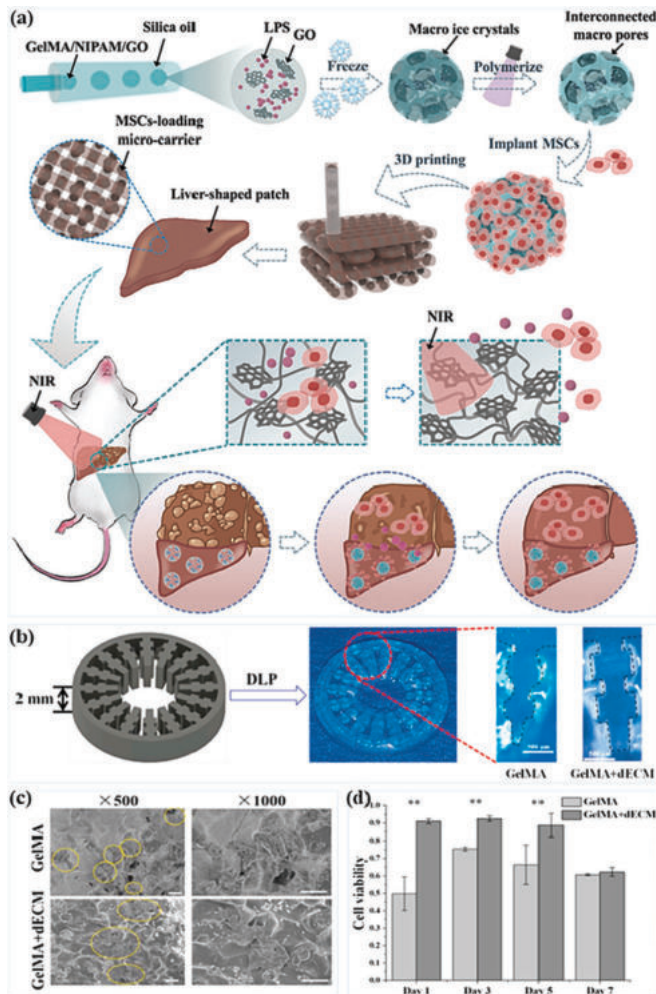 (a)
GelMA/NIPAM/GO
Silica oil
LPS
GO
Freeze
Macro ice crystals
Polymerize
Interconnected
macro pores
MSCs-loading
micro-carrier
Liver-shaped patch
3D printing
Implant MSCs
NIR
NIR
(b)
2 mm
DLP
GelMA
GelMA+dECM
(c)
×500
×1000
GelMA
GelMA+dECM
(d)
** ** **
GelMA
GelMA+dECM
Cell viability
1.0
0.9
0.8
0.7
0.6
0.5
0.4
0.3
0.2
0.1
0.0
Day 1 Day 3 Day 5 Day 7